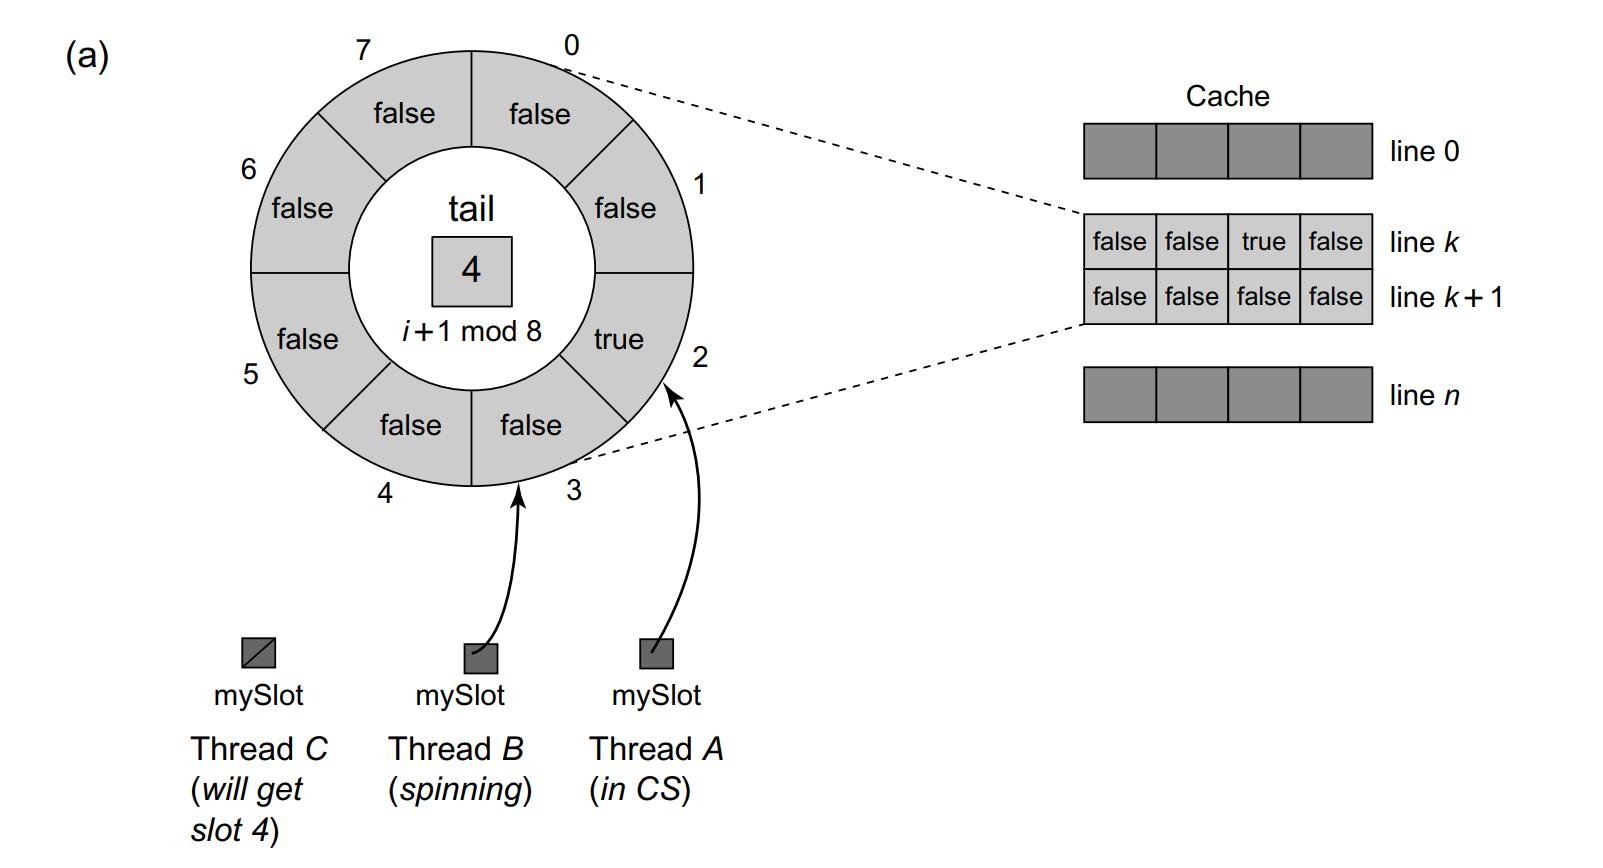 (a)
7
0
false
false
6
1
false
false
tail
4
i+1 mod 8
false
true
5
2
false
false
4
3
Cache
line 0
false false true false line k
false false false false line k+1
line n
mySlot
mySlot
mySlot
Thread C
(will get
slot 4)
Thread B
(spinning)
Thread A
(in CS)